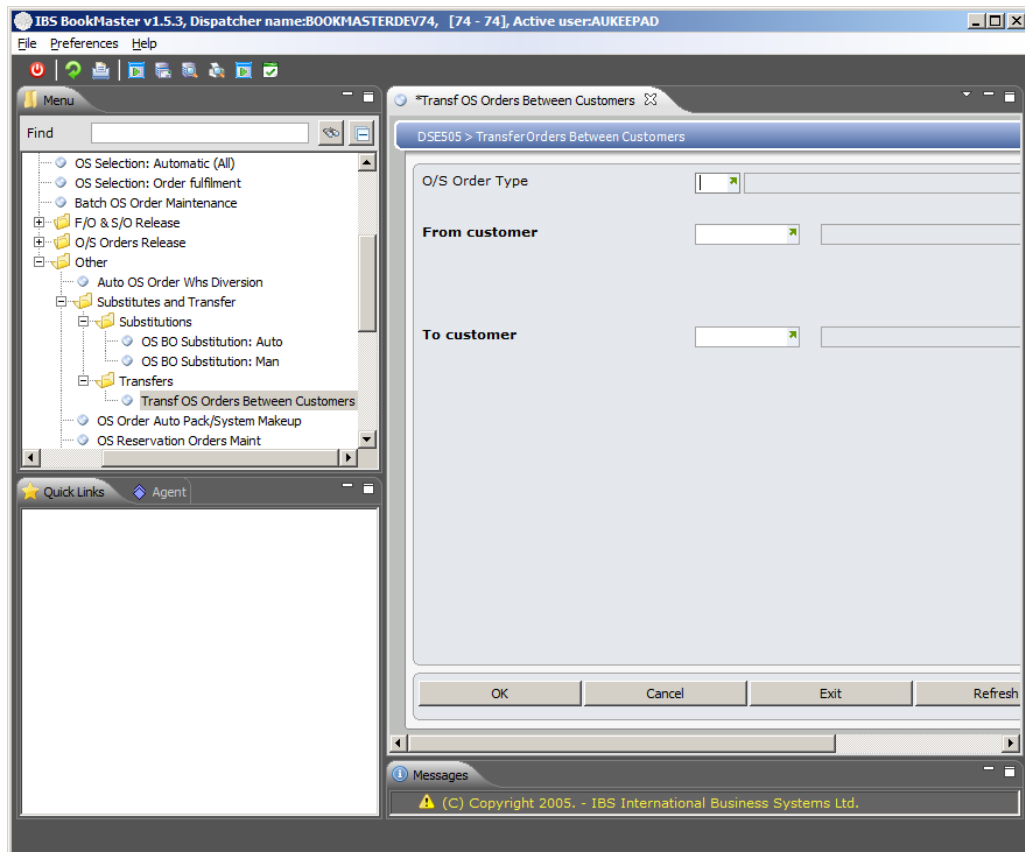 IBS BookMaster v1.5.3, Dispatcher name:BOOKMASTERDEV74, [74 - 74], Active user:AUKEEPAD
File Preferences Help
Menu
Find
OS Selection: Automatic (All)
OS Selection: Order fulfilment
Batch OS Order Maintenance
F/O & S/O Release
O/S Orders Release
Other
Auto OS Order Whs Diversion
Substitutes and Transfer
Substitutions
OS BO Substitution: Auto
OS BO Substitution: Man
Transfers
Transf OS Orders Between Customers
OS Order Auto Pack/System Makeup
OS Reservation Orders Maint
Quick Links
Agent
*Transf OS Orders Between Customers
DSE505 > TransferOrders Between Customers
O/S Order Type
From customer
To customer
OK Cancel Exit Refresh
Messages
(C) Copyright 2005. - IBS International Business Systems Ltd.